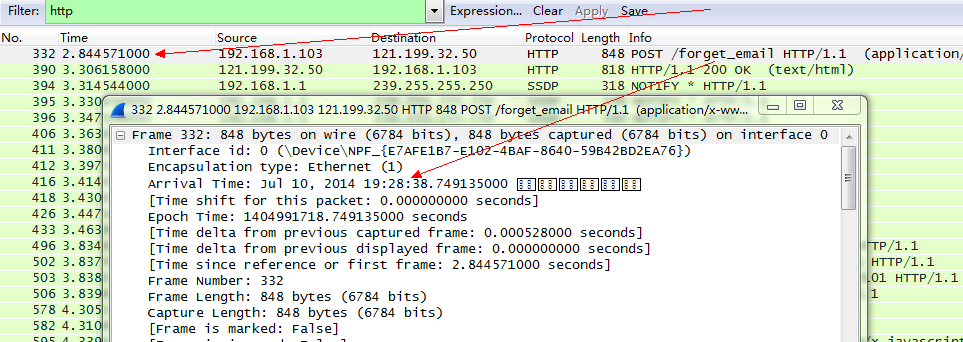 Filter: http Expression... Clear Apply Save
No. Time Source Destination Protocol Length Info
332 2.844571000 192.168.1.103 121.199.32.50 HTTP 848 POST /forget_email HTTP/1.1 (application/
390 3.306158000 121.199.32.50 192.168.1.103 HTTP 818 HTTP/1.1 200 OK (text/html)
394 3.314544000 192.168.1.1 239.255.255.250 SSDP 318 NOTIFY * HTTP/1.1
395 3.330
396 3.347
406 3.363
411 3.380
412 3.397
416 3.414
418 3.430
426 3.447
433 3.463
496 3.834 TTP/1.1
502 3.837 HTTP/1.1
503 3.838 101 HTTP/1.1
506 3.839 1
578 4.305
582 4.310
332 2.844571000 192.168.1.103 121.199.32.50 HTTP 848 POST /forget_email HTTP/1.1 (application/x-ww...
Frame 332: 848 bytes on wire (6784 bits), 848 bytes captured (6784 bits) on interface 0
Interface id: 0 (\Device\NPF_{E7AFE1B7-E102-4BAF-8640-59B42BD2EA76})
Encapsulation type: Ethernet (1)
Arrival Time: Jul 10, 2014 19:28:38.749135000
[Time shift for this packet: 0.000000000 seconds]
Epoch Time: 1404991718.749135000 seconds
[Time delta from previous captured frame: 0.000528000 seconds]
[Time delta from previous displayed frame: 0.000000000 seconds]
[Time since reference or first frame: 2.844571000 seconds]
Frame Number: 332
Frame Length: 848 bytes (6784 bits)
Capture Length: 848 bytes (6784 bits)
[Frame is marked: False]